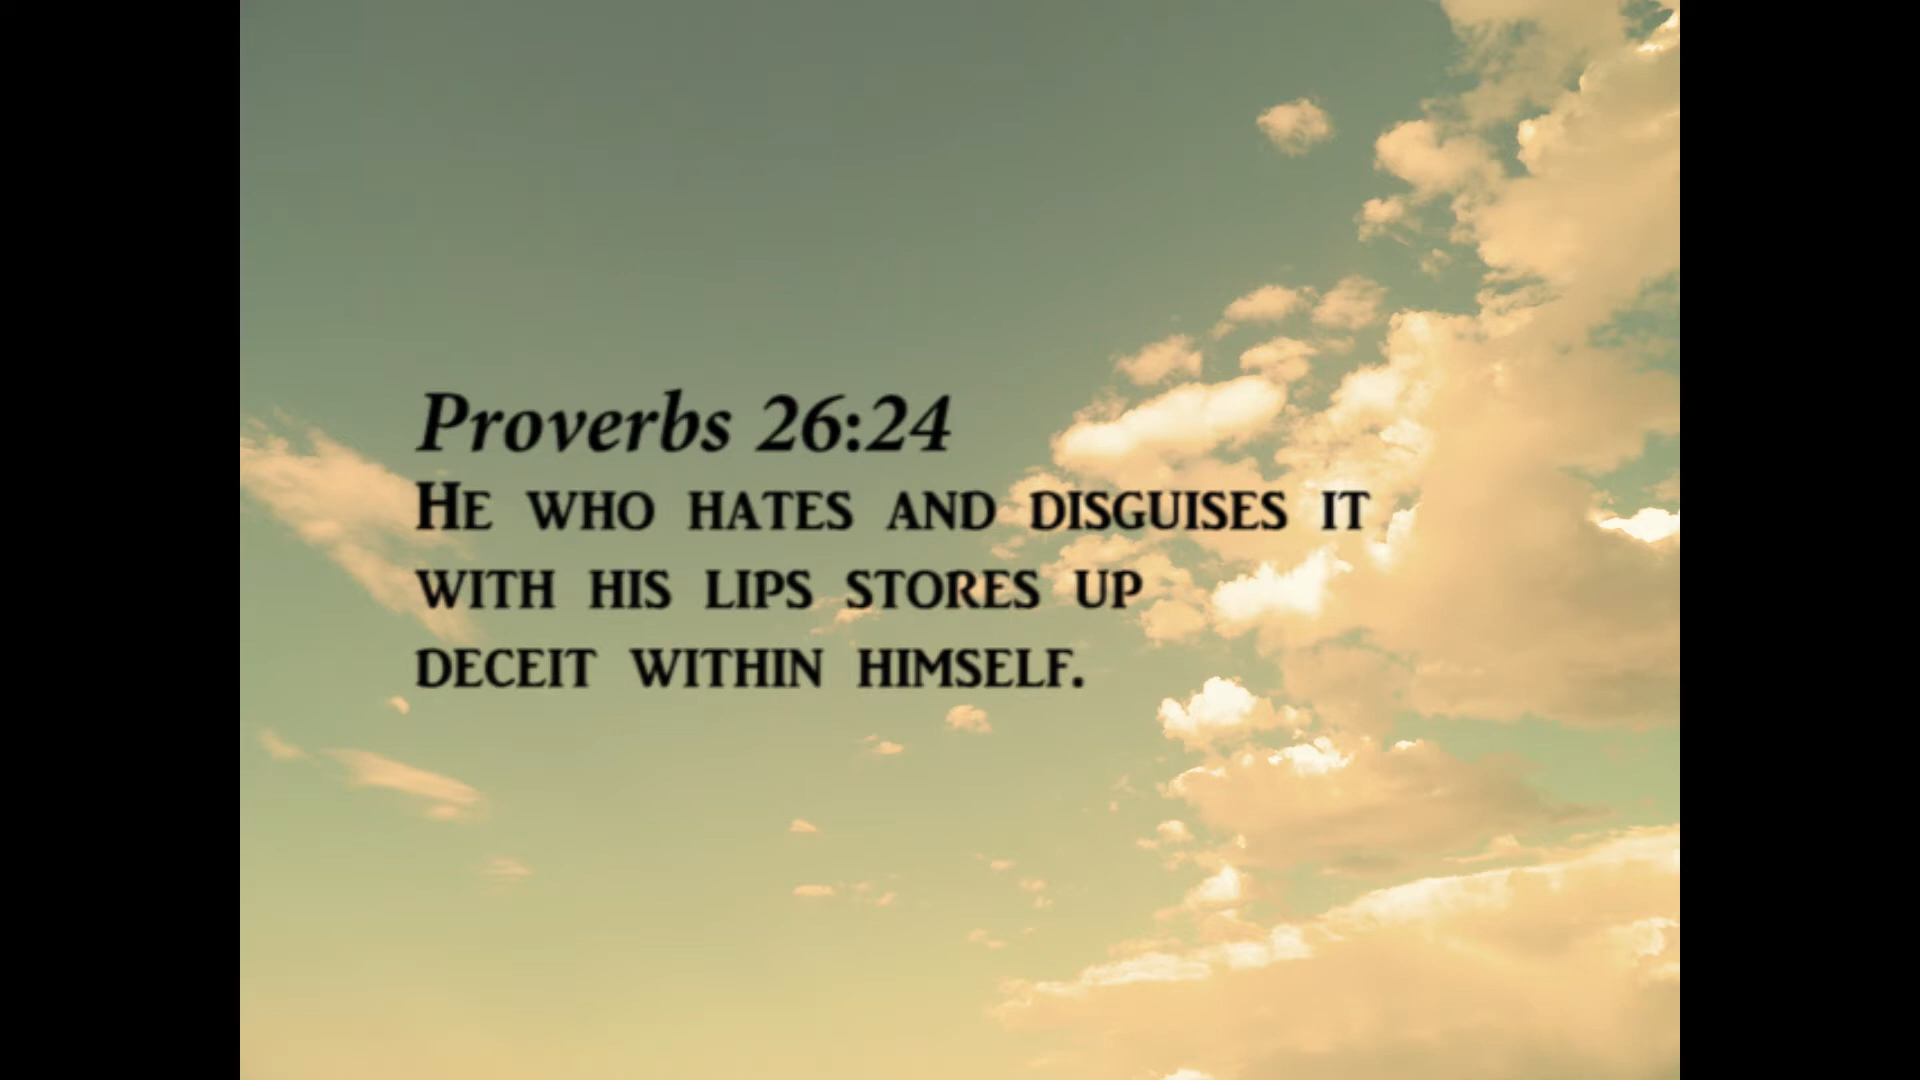 Proverbs 26:24
He who hates and disguises it
with his lips stores up
deceit within himself.